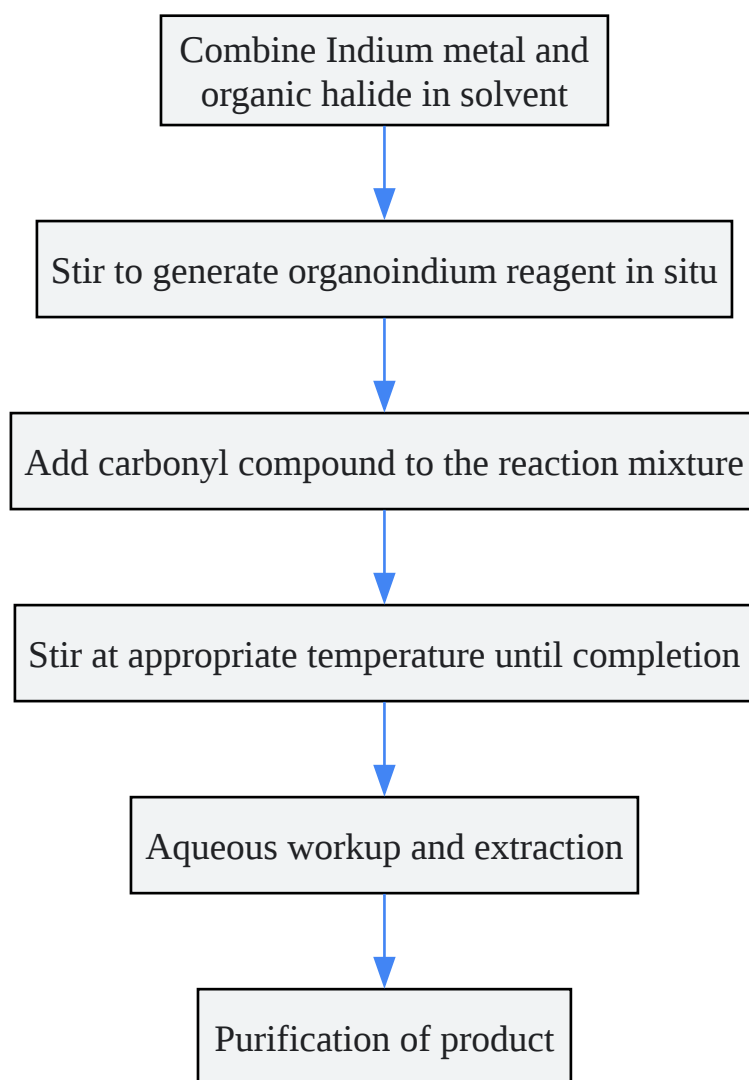 Combine Indium metal and
organic halide in solvent
Stir to generate organoindium reagent in situ
Add carbonyl compound to the reaction mixture
Stir at appropriate temperature until completion
Aqueous workup and extraction
Purification of product